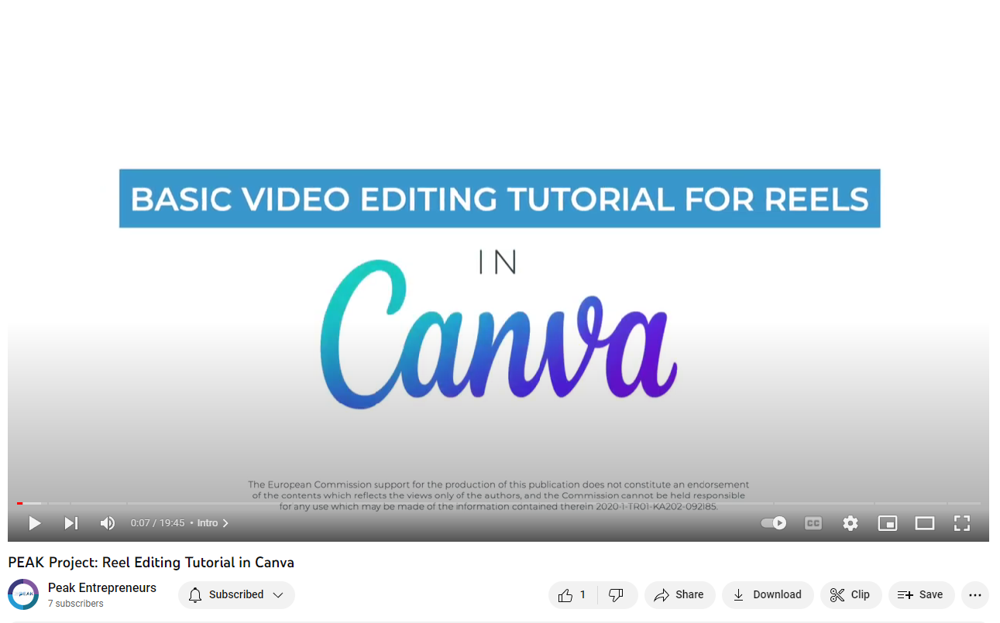 BASIC VIDEO EDITING TUTORIAL FOR REELS
IN
Canva
The European Commission support for the production of this publication does not constitute an endorsement
of the contents which reflects the views only of the authors, and the Commission cannot be held responsible
for any use which may be made of the information contained therein 2020-1-TR01-KA202-092185.
0:07 / 19:45 • Intro
CC
PEAK Project: Reel Editing Tutorial in Canva
PEAK
Peak Entrepreneurs
7 subscribers
Subscribed
1
Share
Download
Clip
Save